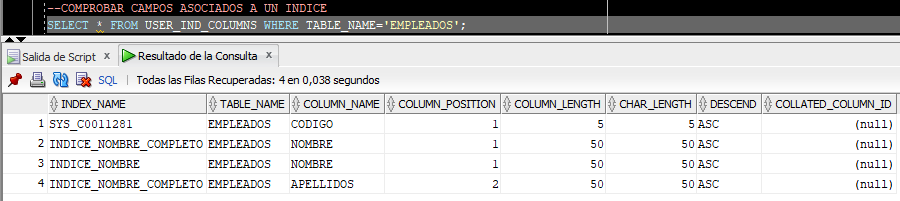 --COMPROBAR CAMPOS ASOCIADOS A UN INDICE
SELECT * FROM USER_IND_COLUMNS WHERE TABLE_NAME='EMPLEADOS';
Salida de Script x Resultado de la Consulta x
SQL | Todas las Filas Recuperadas: 4 en 0,038 segundos
INDEX_NAME TABLE_NAME COLUMN_NAME COLUMN_POSITION COLUMN_LENGTH CHAR_LENGTH DESCEND COLLATED_COLUMN_ID
1 SYS_C0011281 EMPLEADOS CODIGO 1 5 5 ASC (null)
2 INDICE_NOMBRE_COMPLETO EMPLEADOS NOMBRE 1 50 50 ASC (null)
3 INDICE_NOMBRE EMPLEADOS NOMBRE 1 50 50 ASC (null)
4 INDICE_NOMBRE_COMPLETO EMPLEADOS APELLIDOS 2 50 50 ASC (null)